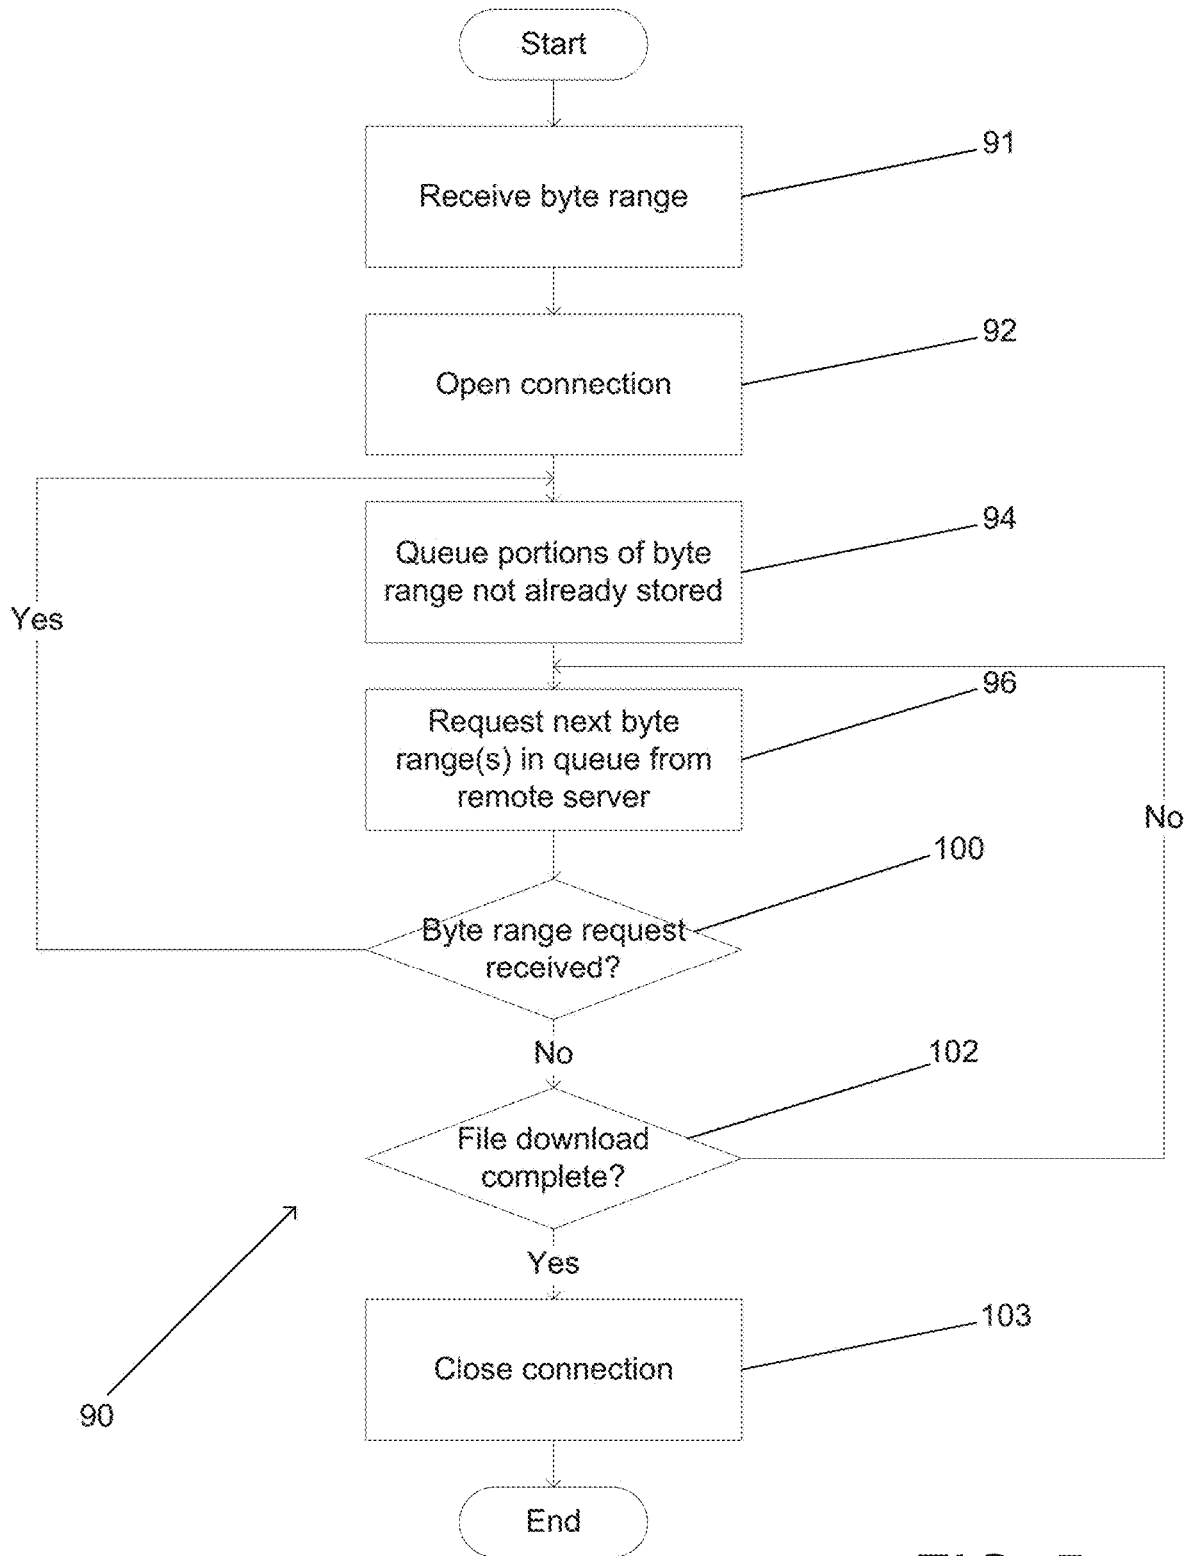 Start
Receive byte range
91
Open connection
92
Queue portions of byte
range not already stored
94
Yes
Request next byte
range(s) in queue from
remote server
96
No
Byte range request
received?
100
No
File download
complete?
102
Yes
Close connection
103
90
End